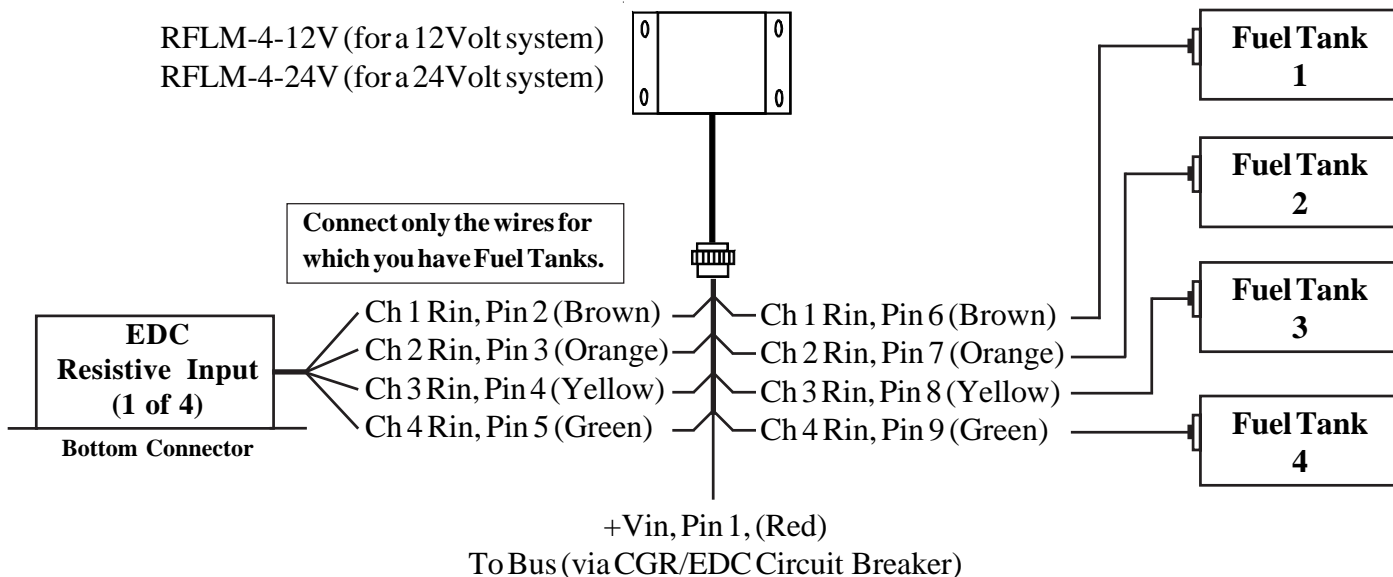 RFLM-4-12V (for a 12Volt system)
RFLM-4-24V (for a 24Volt system)
Connect only the wires for
which you have Fuel Tanks.
EDC
Resistive Input
(1 of 4)
Bottom Connector
Ch 1 Rin, Pin 2 (Brown)
Ch 2 Rin, Pin 3 (Orange)
Ch 3 Rin, Pin 4 (Yellow)
Ch 4 Rin, Pin 5 (Green)
Ch 1 Rin, Pin 6 (Brown)
Ch 2 Rin, Pin 7 (Orange)
Ch 3 Rin, Pin 8 (Yellow)
Ch 4 Rin, Pin 9 (Green)
Fuel Tank
1
Fuel Tank
2
Fuel Tank
3
Fuel Tank
4
+Vin, Pin 1, (Red)
To Bus (via CGR/EDC Circuit Breaker)